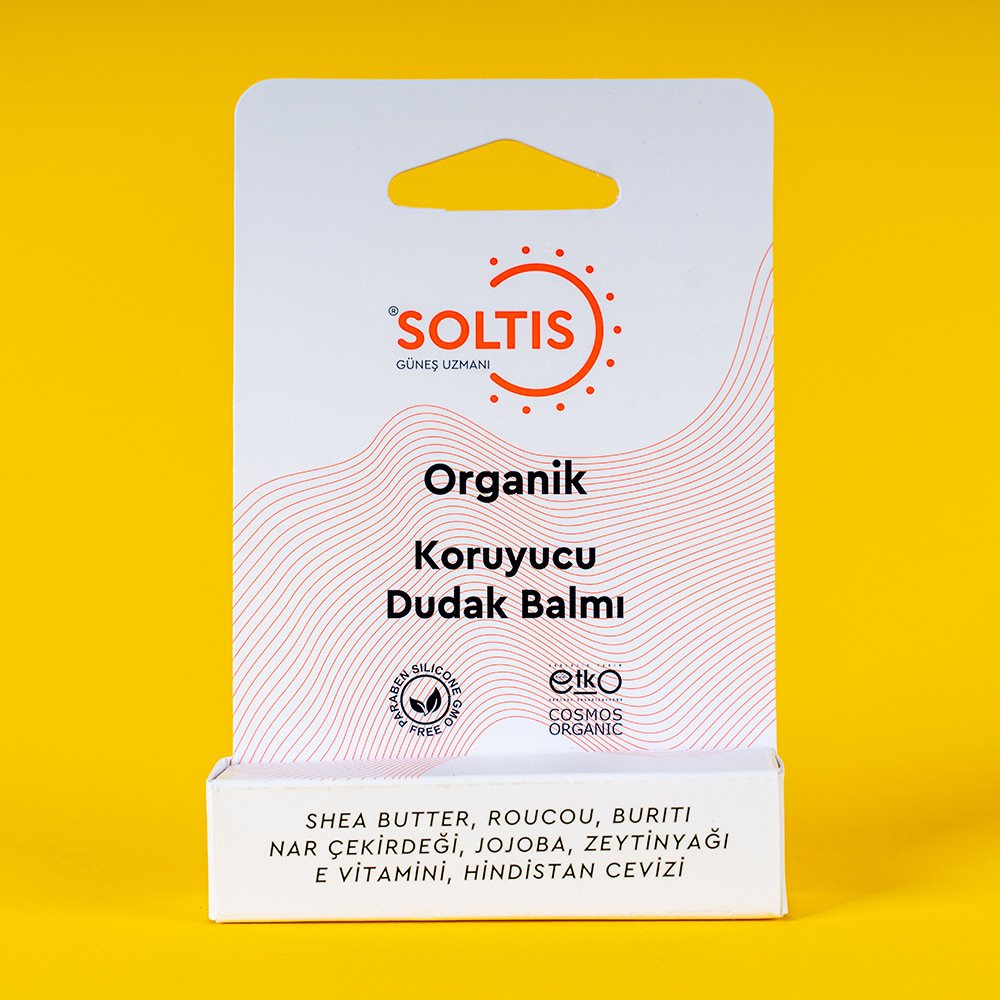 ® SOLTIS
GÜNEŞ UZMANI
Organik
Koruyucu
Dudak Balmı
PARABEN SILICONE GMO
FREE
etko
COSMOS
ORGANIC
SHEA BUTTER, ROUCOU, BURITI
NAR ÇEKİRDEĞİ, JOJOBA, ZEYTİNYAĞI
E VİTAMİNİ, HİNDİSTAN CEVİZİ